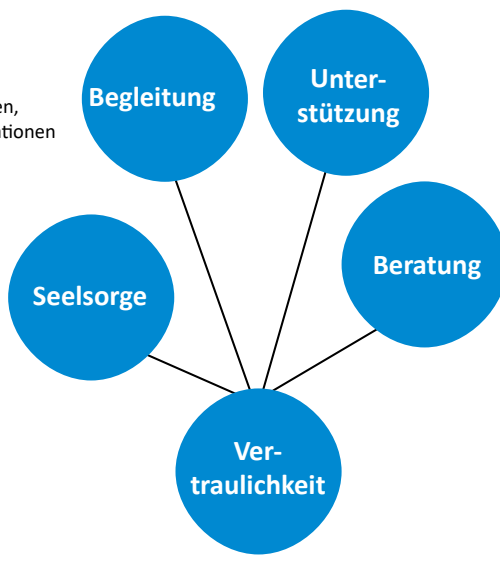 Unter-
stützung
Begleitung
Beratung
Seelsorge
Ver-
traulichkeit